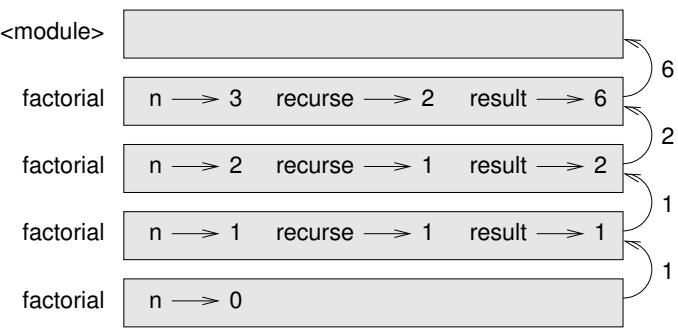 <module>
6
factorial n 3 recurse 2 result 6
2
factorial n 2 recurse 1 result 2
1
factorial n 1 recurse 1 result 1
1
factorial n 0